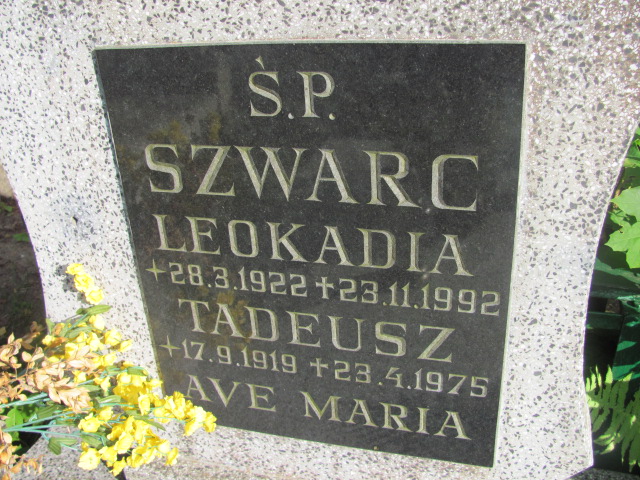 Ś.P.
SZWARC
LEOKADIA
+28.3.1922 +23.11.1992
TADEUSZ
+17.9.1919 +23.4.1975
AVE MARIA